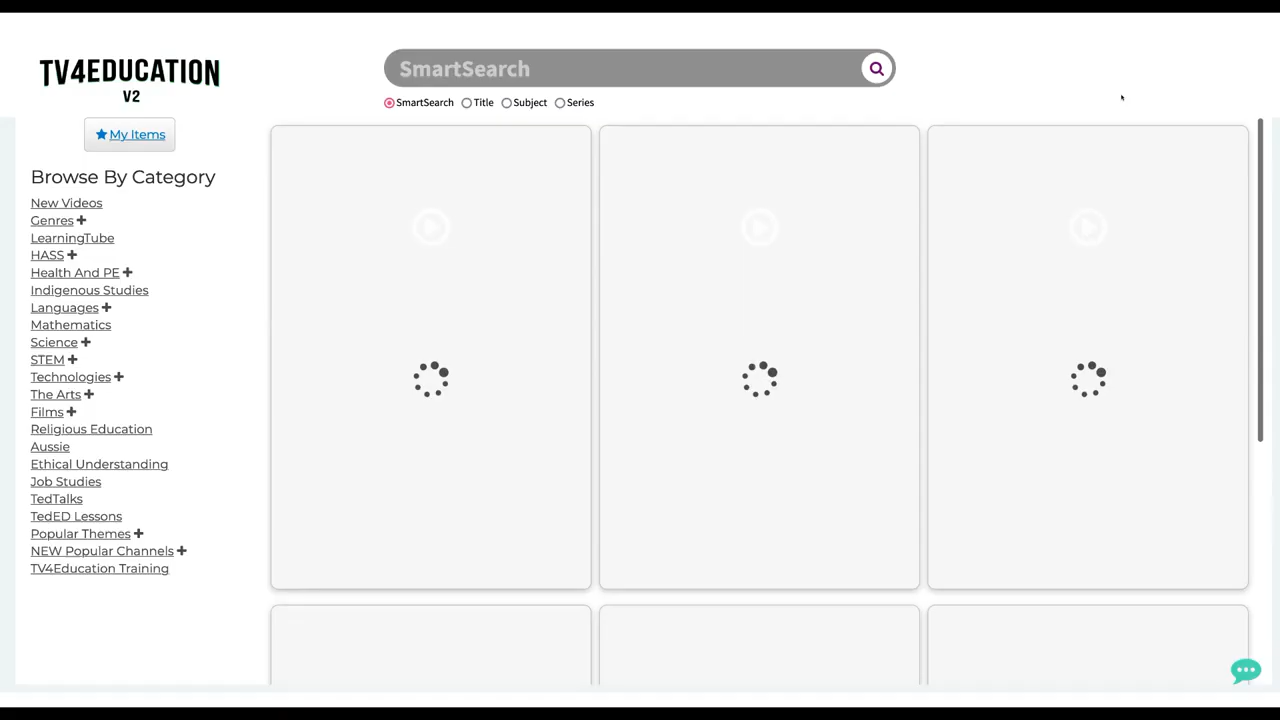 TV4EDUCATION
V2
SmartSearch
SmartSearch Title Subject Series
My Items
Browse By Category
New Videos
Genres +
LearningTube
HASS +
Health And PE +
Indigenous Studies
Languages +
Mathematics
Science +
STEM +
Technologies +
The Arts +
Films +
Religious Education
Aussie
Ethical Understanding
Job Studies
TedTalks
TedED Lessons
Popular Themes +
NEW Popular Channels +
TV4Education Training